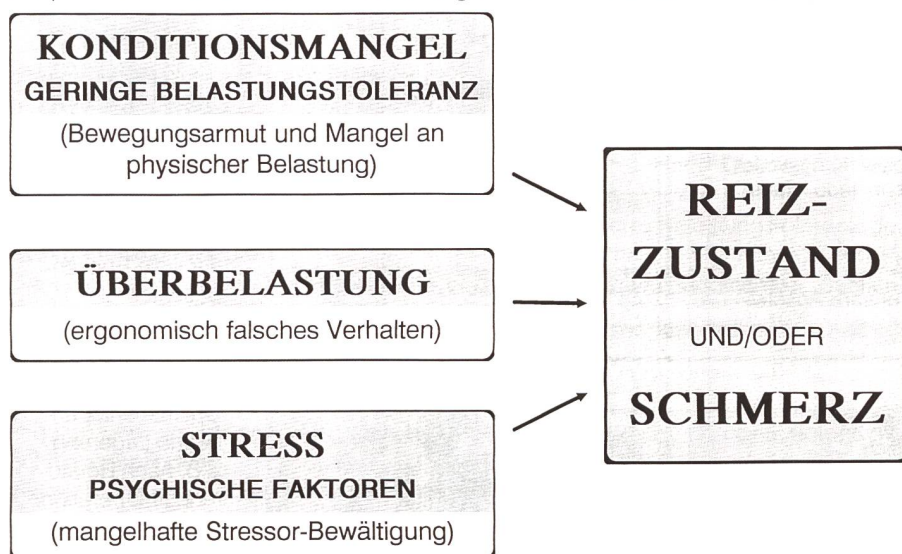 KONDITIONSMANGEL
GERINGE BELASTUNGSTOLERANZ
(Bewegungsarmut und Mangel an
physischer Belastung)
ÜBERBELASTUNG
(ergonomisch falsches Verhalten)
STRESS
PSYCHISCHE FAKTOREN
(mangelhafte Stressor-Bewältigung)
REIZ-
ZUSTAND
UND/ODER
SCHMERZ